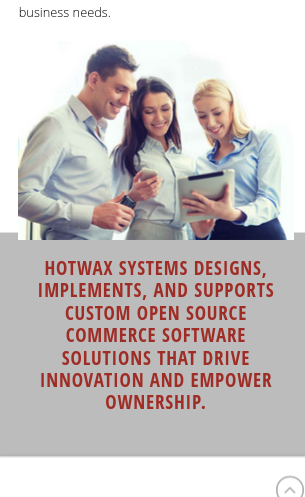 business needs.
HOTWAX SYSTEMS DESIGNS,
IMPLEMENTS, AND SUPPORTS
CUSTOM OPEN SOURCE
COMMERCE SOFTWARE
SOLUTIONS THAT DRIVE
INNOVATION AND EMPOWER
OWNERSHIP.